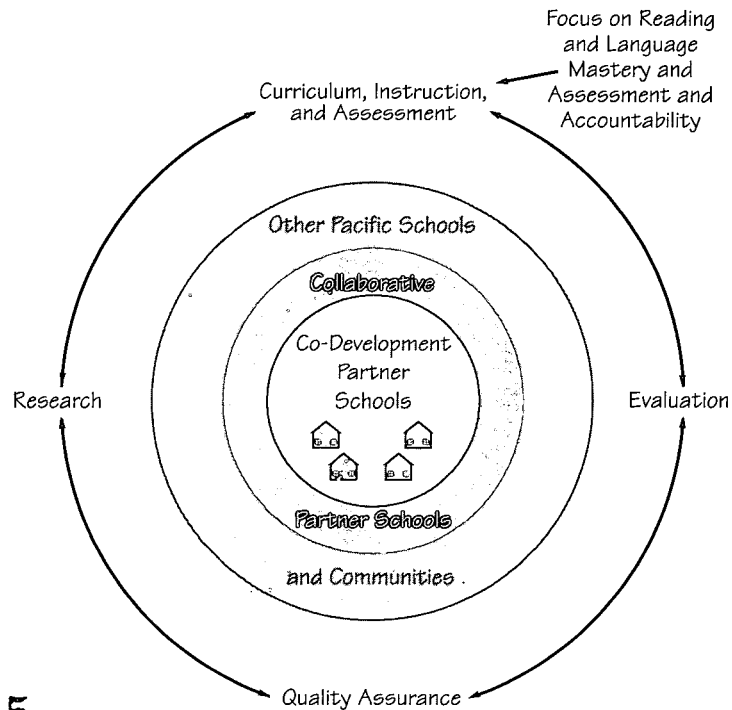 Focus on Reading
and Language
Mastery and
Assessment and
Accountability
Curriculum, Instruction,
and Assessment
Other Pacific Schools
Collaborative
Co-Development
Partner
Schools
Research
Evaluation
Partner Schools
and Communities
Quality Assurance
5